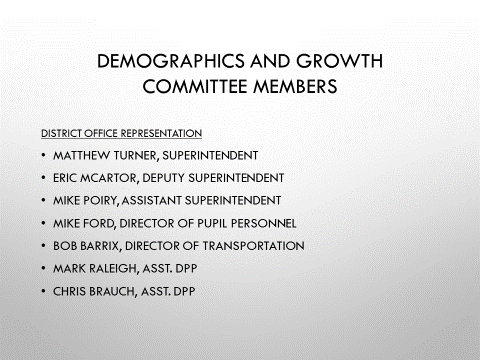 DEMOGRAPHICS AND GROWTH
COMMITTEE MEMBERS
DISTRICT OFFICE REPRESENTATION
• MATTHEW TURNER, SUPERINTENDENT
• ERIC MCARTOR, DEPUTY SUPERINTENDENT
• MIKE POIRY, ASSISTANT SUPERINTENDENT
• MIKE FORD, DIRECTOR OF PUPIL PERSONNEL
• BOB BARRIX, DIRECTOR OF TRANSPORTATION
• MARK RALEIGH, ASST. DPP
• CHRIS BRAUCH, ASST. DPP